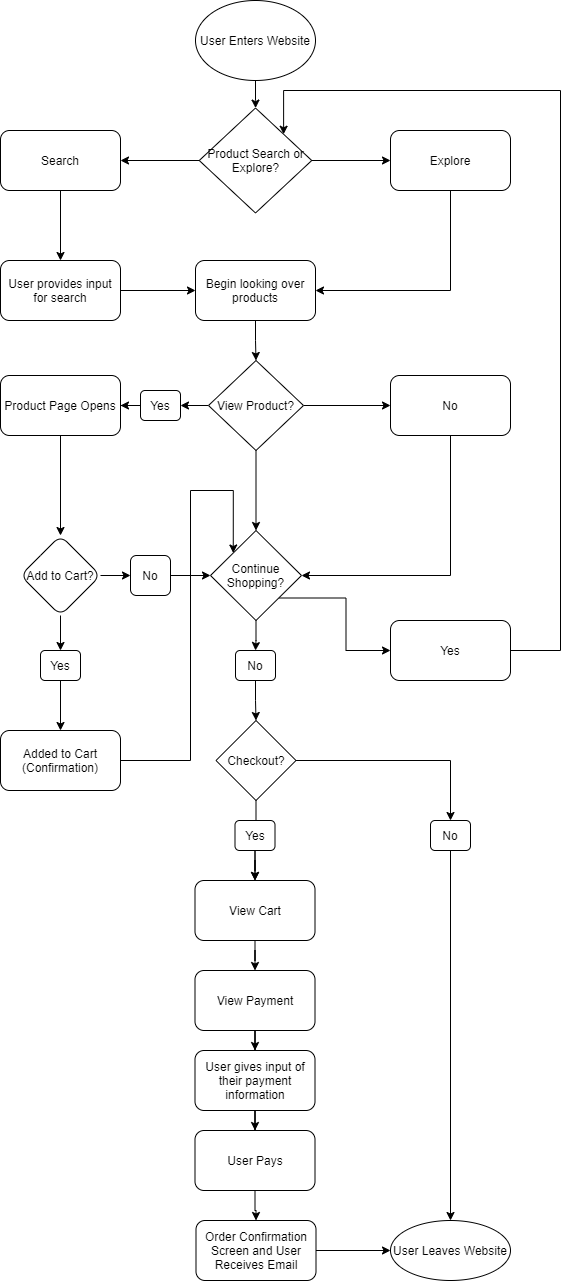 User Enters Website
Product Search or
Explore?
Search
Explore
User provides input
for search
Begin looking over
products
Product Page Opens
Yes
View Product?
No
Add to Cart?
No
Continue
Shopping?
Yes
No
Yes
Added to Cart
(Confirmation)
Checkout?
Yes
No
View Cart
View Payment
User gives input of
their payment
information
User Pays
Order Confirmation
Screen and User
Receives Email
User Leaves Website